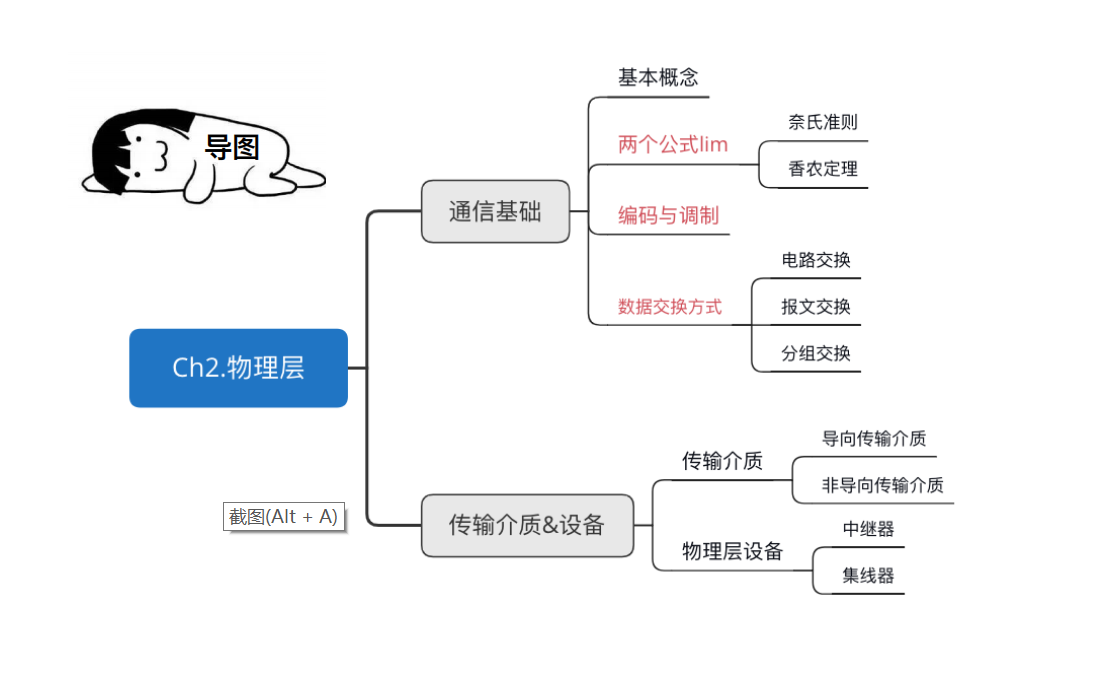 导图
基本概念
两个公式lim
奈氏准则
香农定理
通信基础
编码与调制
数据交换方式
电路交换
报文交换
分组交换
Ch2.物理层
传输介质&设备
传输介质
导向传输介质
非导向传输介质
物理层设备
中继器
集线器
截图(Alt + A)